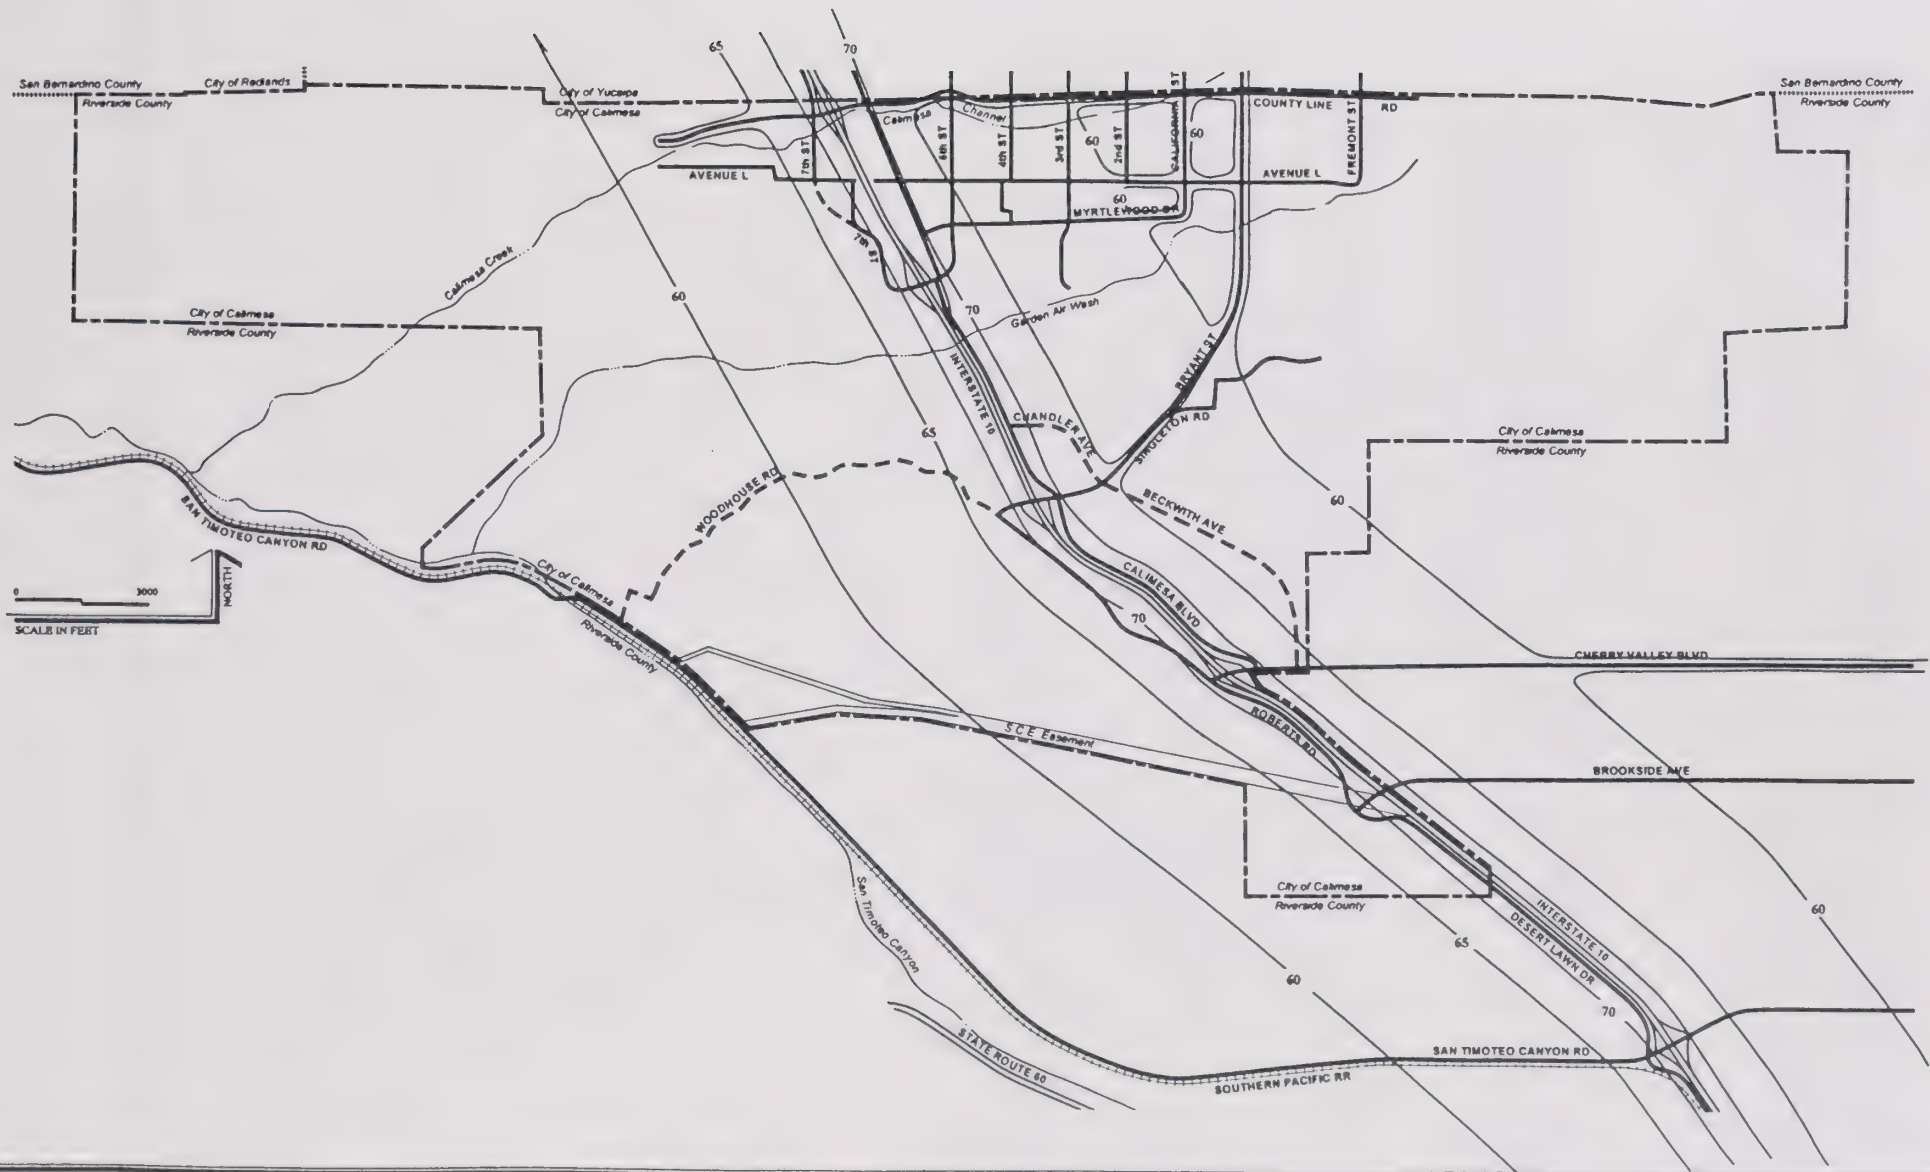 65
70
San Bernardino County
City of Redlands
Riverside County
City of Yucaipa
City of Calimesa
Calimesa Channel
COUNTY LINE RD
San Bernardino County
Riverside County
7th ST
6th ST
4th ST
3rd ST
60
2nd ST
CALIFORNIA ST
60
FREMONT ST
AVENUE L
AVENUE L
60
MYRTLEWOOD DR
7th ST
Calimesa Creek
60
70
Garden Air Wash
City of Calimesa
Riverside County
INTERSTATE 10
BRYANT ST
CHANDLER AVE
SINGLETON RD
65
City of Calimesa
Riverside County
WOODHOUSE RD
60
BECKWITH AVE
SAN TIMOTEO CANYON RD
NORTH
0 3000
SCALE IN FEET
City of Calimesa
Riverside County
CALIMESA BLVD
70
CHERRY VALLEY BLVD
ROBERTS RD
S C E Easement
BROOKSIDE AVE
City of Calimesa
Riverside County
San Timoteo Canyon
INTERSTATE 10
DESERT LAWN DR
60
65
60
70
STATE ROUTE 60
SAN TIMOTEO CANYON RD
SOUTHERN PACIFIC RR